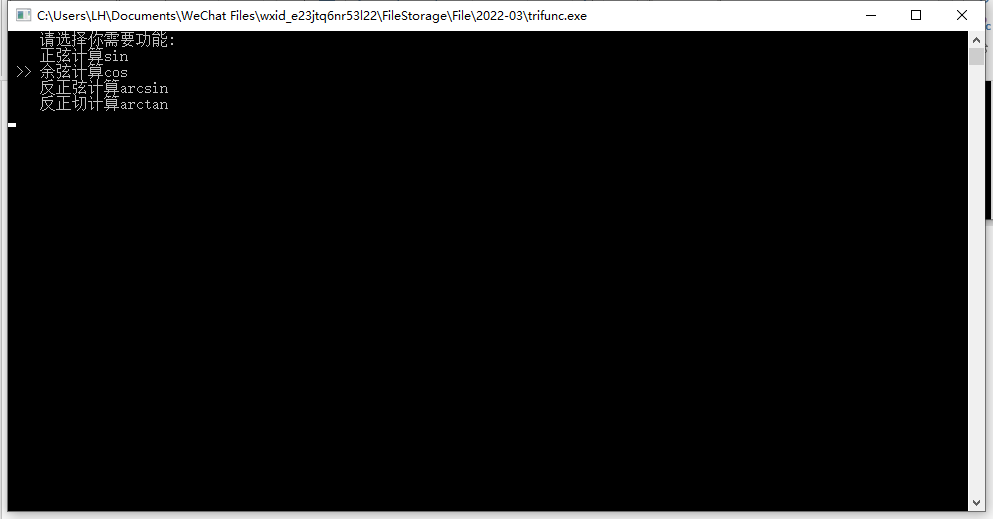 C:\Users\LH\Documents\WeChat Files\wxid_e23jtq6nr53l22\FileStorage\File\2022-03\trifunc.exe
请选择你需要功能:
正弦计算sin
>> 余弦计算cos
反正弦计算arcsin
反正切计算arctan